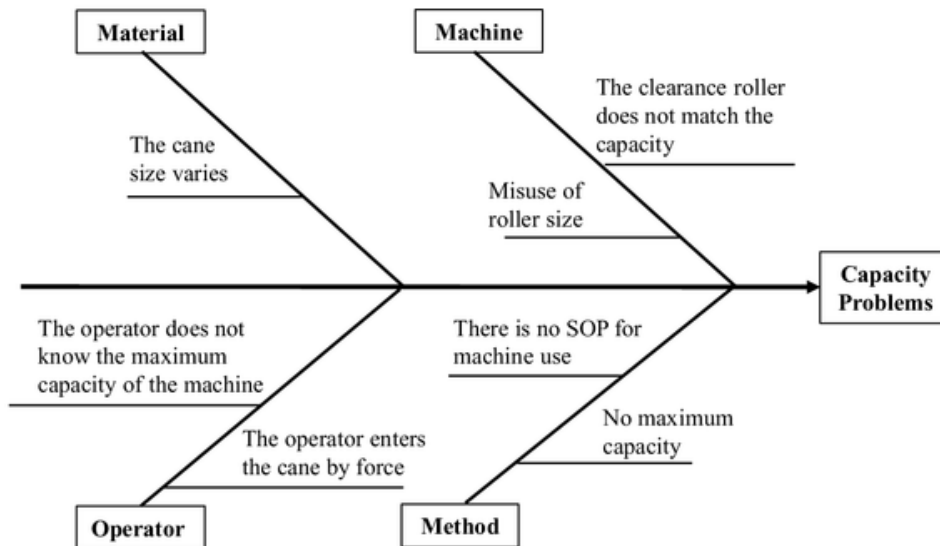 Material
Machine
The clearance roller
does not match the
capacity
The cane
size varies
Misuse of
roller size
Capacity
Problems
The operator does not
know the maximum
capacity of the machine
There is no SOP for
machine use
The operator enters
the cane by force
No maximum
capacity
Operator
Method